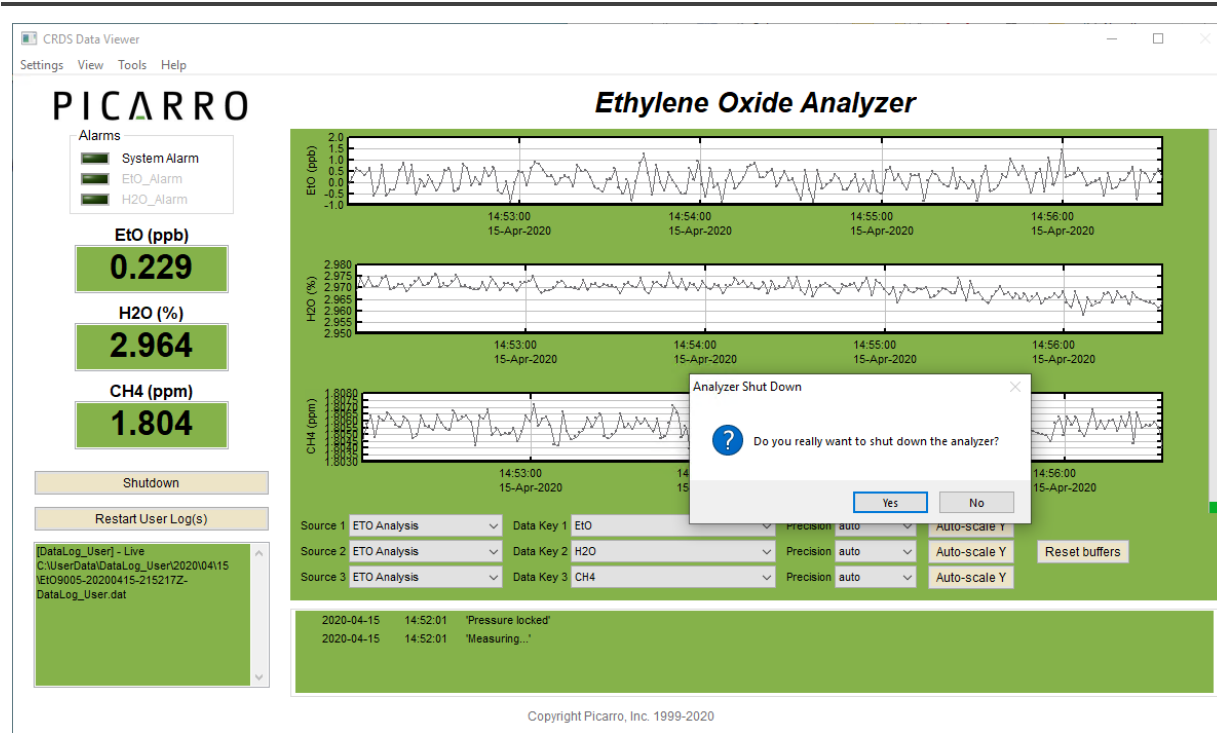 CRDS Data Viewer
Settings View Tools Help
PICARRO
Ethylene Oxide Analyzer
Alarms
System Alarm
EtO_Alarm
H2O_Alarm
EtO (ppb)
0.229
H2O (%)
2.964
CH4 (ppm)
1.804
Shutdown
Restart User Log(s)
[DataLog_User] - Live
C:\UserData\DataLog_User\2020\04\15
\EtO9005-20200415-215217Z-
DataLog_User.dat
EtO (ppb)
2.0
1.5
1.0
0.5
0.0
-0.5
-1.0
14:53:00 14:54:00 14:55:00 14:56:00
15-Apr-2020 15-Apr-2020 15-Apr-2020 15-Apr-2020
H2O (%)
2.980
2.975
2.970
2.965
2.960
2.955
2.950
14:53:00 14:54:00 14:55:00 14:56:00
15-Apr-2020 15-Apr-2020 15-Apr-2020 15-Apr-2020
CH4 (ppm)
1.8080
1.8030
14:53:00 14:56:00
15-Apr-2020 15-Apr-2020
Analyzer Shut Down
Do you really want to shut down the analyzer?
Yes No
Source 1 ETO Analysis Data Key 1 EtO Precision auto Auto-scale Y
Source 2 ETO Analysis Data Key 2 H2O Precision auto Auto-scale Y Reset buffers
Source 3 ETO Analysis Data Key 3 CH4 Precision auto Auto-scale Y
2020-04-15 14:52:01 'Pressure locked'
2020-04-15 14:52:01 'Measuring...'
Copyright Picarro, Inc. 1999-2020